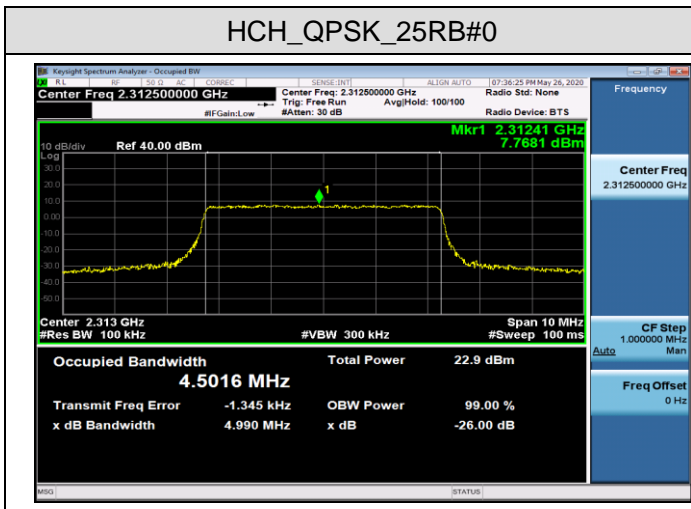 HCH_QPSK_25RB#0
Keysight Spectrum Analyzer - Occupied BW
RL RF 50 Ω AC CORREC SENSE:INT ALIGN AUTO 07:36:25 PM May 26, 2020
Center Freq 2.312500000 GHz
Center Freq: 2.312500000 GHz Radio Std: None
Trig: Free Run Avg|Hold: 100/100
#IFGain:Low #Atten: 30 dB Radio Device: BTS
Frequency
Mkr1 2.31241 GHz
10 dB/div Ref 40.00 dBm 7.7681 dBm
Log
30.0
20.0
10.0
0.00
-10.0
-20.0
-30.0
-40.0
-50.0
1
Center 2.313 GHz Span 10 MHz
#Res BW 100 kHz #VBW 300 kHz #Sweep 100 ms
Occupied Bandwidth Total Power 22.9 dBm
4.5016 MHz
Transmit Freq Error -1.345 kHz OBW Power 99.00 %
x dB Bandwidth 4.990 MHz x dB -26.00 dB
Center Freq
2.312500000 GHz
CF Step
1.000000 MHz
Auto Man
Freq Offset
0 Hz
MSG STATUS